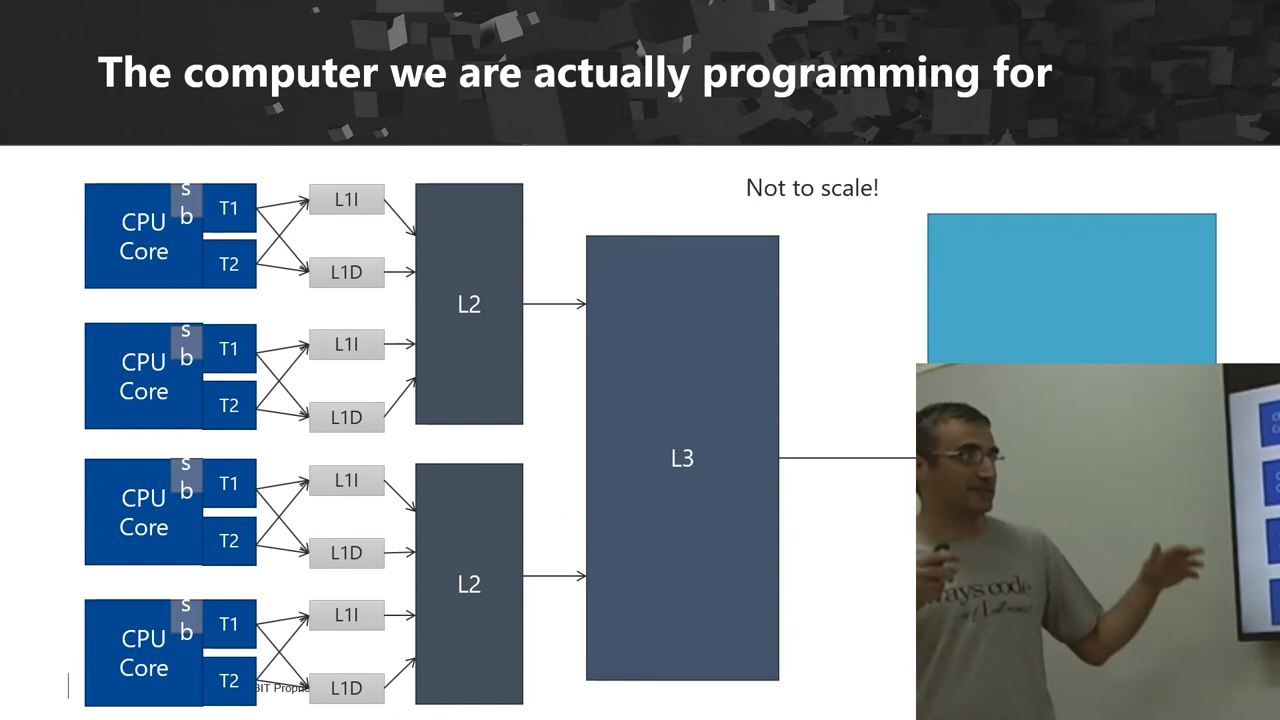 The computer we are actually programming for
Not to scale!
s
b
CPU
Core
T1
T2
L1I
L1D
s
b
CPU
Core
T1
T2
L1I
L1D
L2
s
b
CPU
Core
T1
T2
L1I
L1D
s
b
CPU
Core
T1
T2
L1I
L1D
L2
L3
code